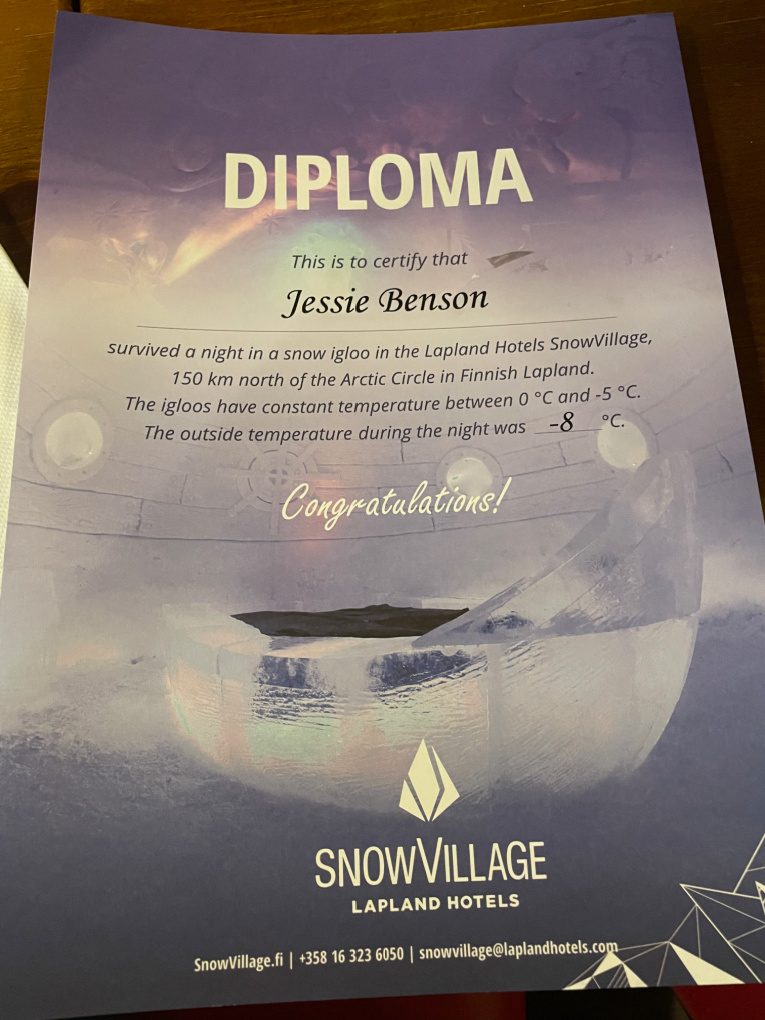 DIPLOMA
This is to certify that
Jessie Benson
survived a night in a snow igloo in the Lapland Hotels SnowVillage,
150 km north of the Arctic Circle in Finnish Lapland.
The igloos have constant temperature between 0 °C and -5 °C.
The outside temperature during the night was -8 °C.
Congratulations!
SNOWVILLAGE
LAPLAND HOTELS
SnowVillage.fi | +358 16 323 6050 | snowvillage@laplandhotels.com